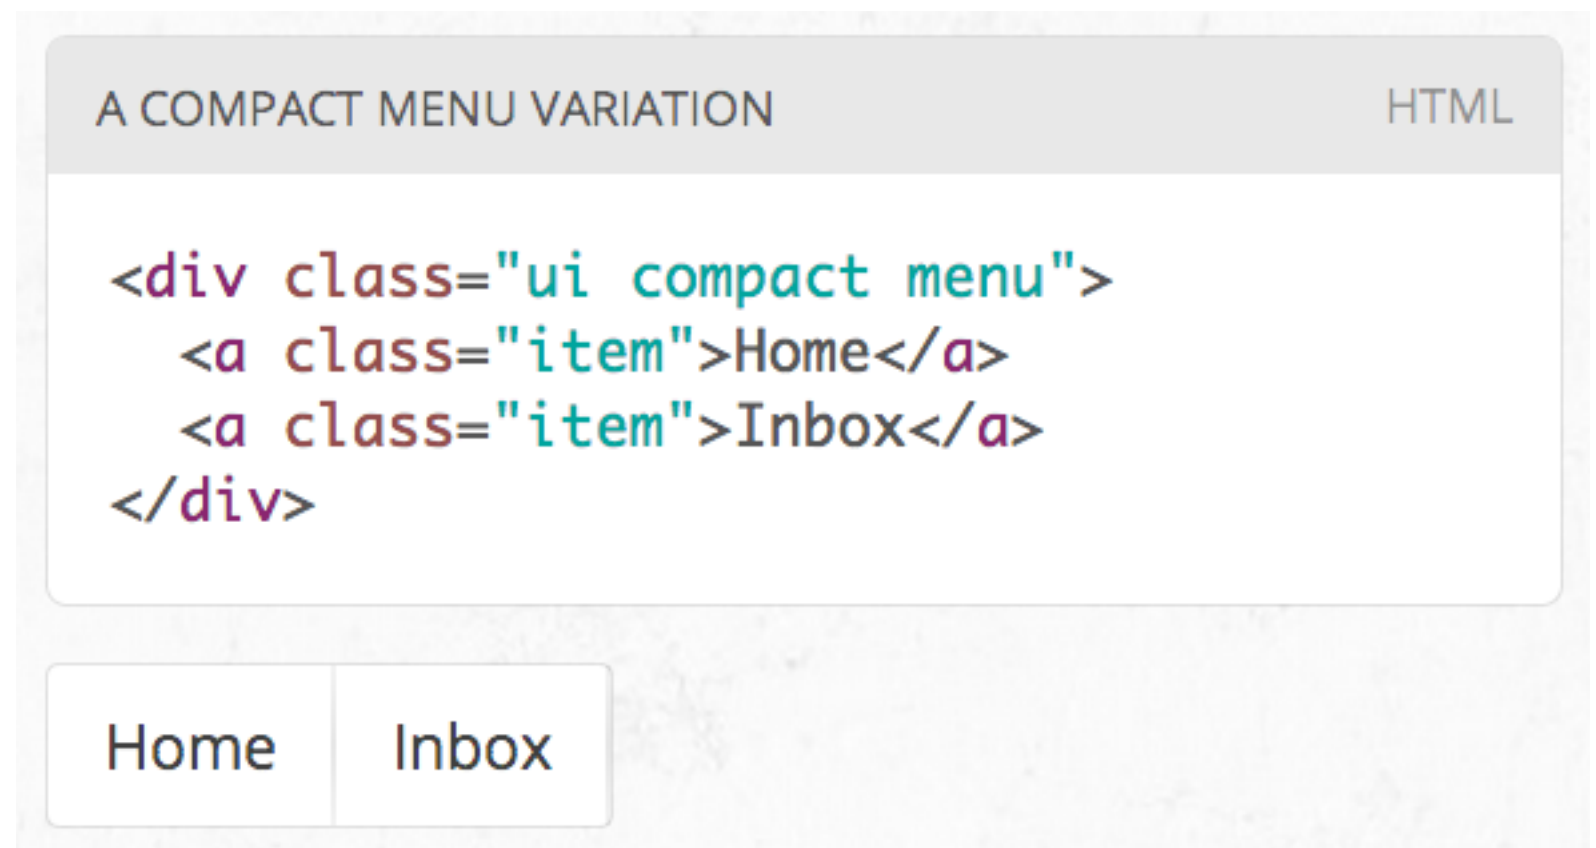 A COMPACT MENU VARIATION HTML
<div class="ui compact menu">
  <a class="item">Home</a>
  <a class="item">Inbox</a>
</div>
Home Inbox